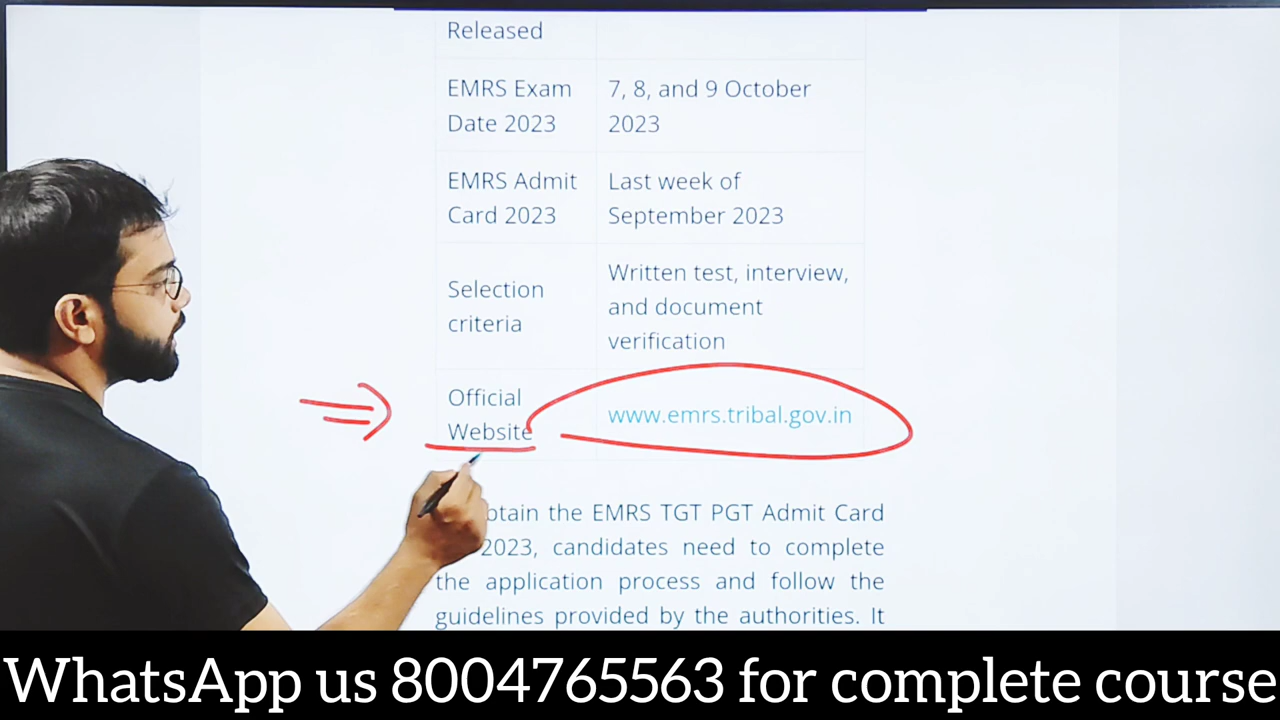 Released
EMRS Exam
Date 2023
7, 8, and 9 October
2023
EMRS Admit
Card 2023
Last week of
September 2023
Selection
criteria
Written test, interview,
and document
verification
Official
Website
www.emrs.tribal.gov.in
the EMRS TGT PGT Admit Card
2023, candidates need to complete
the application process and follow the
guidelines provided by the authorities. It
WhatsApp us 8004765563 for complete course